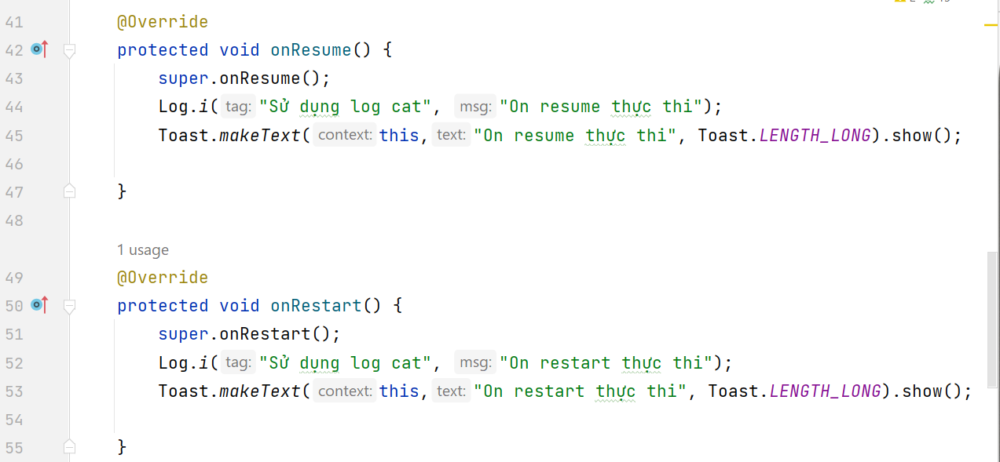 41 @Override
42 protected void onResume() {
43 super.onResume();
44 Log.i( tag: "Sử dụng log cat", msg: "On resume thực thi");
45 Toast.makeText( context: this, text: "On resume thực thi", Toast.LENGTH_LONG).show();
46
47 }
48
1 usage
49 @Override
50 protected void onRestart() {
51 super.onRestart();
52 Log.i( tag: "Sử dụng log cat", msg: "On restart thực thi");
53 Toast.makeText( context: this, text: "On restart thực thi", Toast.LENGTH_LONG).show();
54
55 }